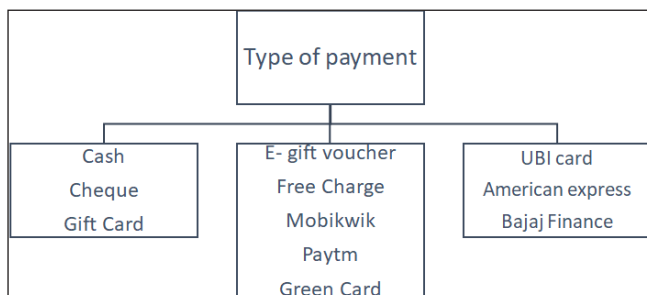 Type of payment
Cash
Cheque
Gift Card
E- gift voucher
Free Charge
Mobikwik
Paytm
Green Card
UBI card
American express
Bajaj Finance